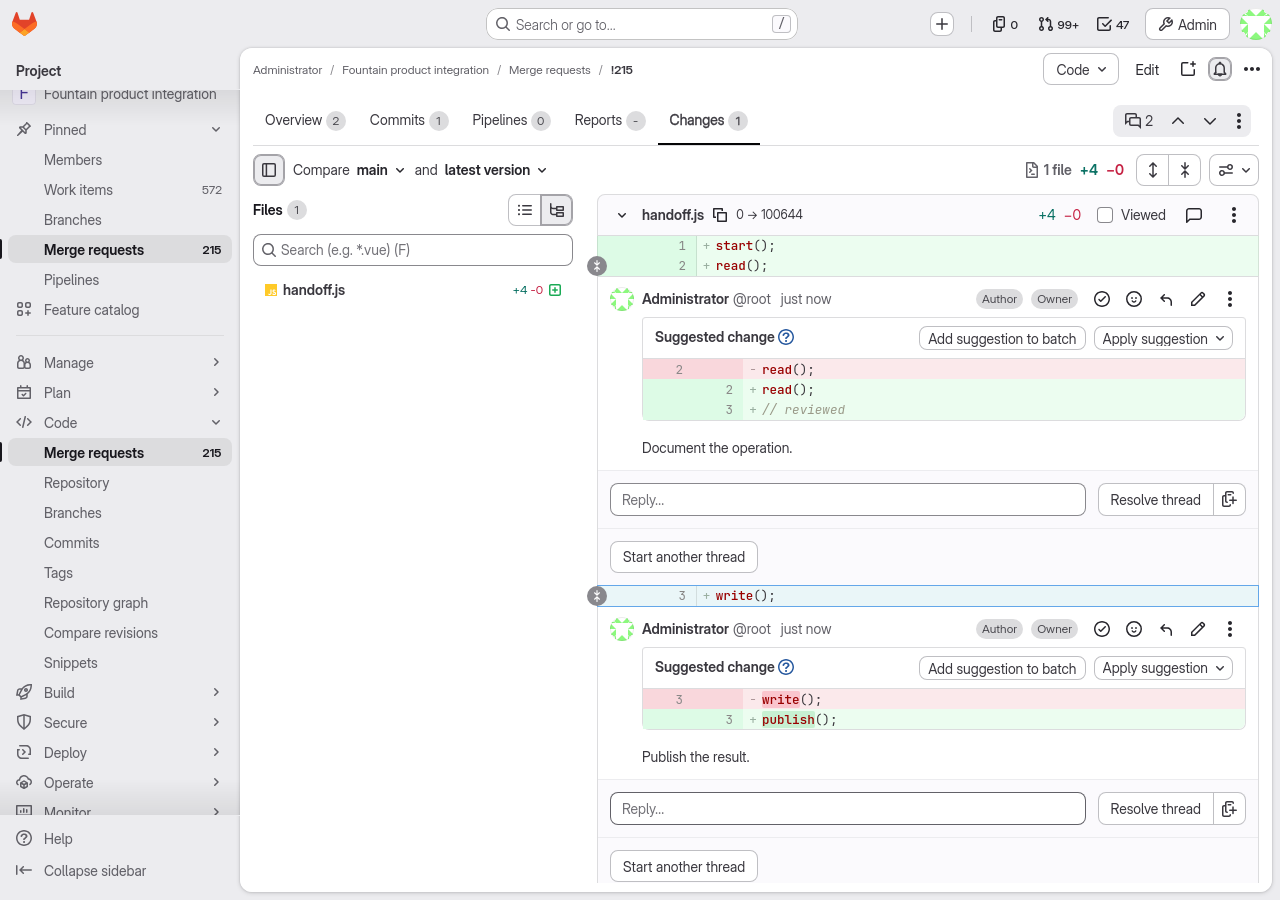 Search or go to...
/
0
99+
47
Admin
Project
F Fountain product integration
Pinned
Members
Work items 572
Branches
Merge requests 215
Pipelines
Feature catalog
Manage
Plan
Code
Merge requests 215
Repository
Branches
Commits
Tags
Repository graph
Compare revisions
Snippets
Build
Secure
Deploy
Operate
Monitor
Help
Collapse sidebar
Administrator / Fountain product integration / Merge requests / !215
Code
Edit
Overview 2
Commits 1
Pipelines 0
Reports -
Changes 1
2
Compare main and latest version
1 file +4 −0
Files 1
Search (e.g. *.vue) (F)
JS handoff.js +4 -0
handoff.js 0 → 100644 +4 −0 Viewed
1 + start();
2 + read();
Administrator @root just now Author Owner
Suggested change ? Add suggestion to batch Apply suggestion
2 - read();
2 + read();
3 + // reviewed
Document the operation.
Reply… Resolve thread
Start another thread
3 + write();
Administrator @root just now Author Owner
Suggested change ? Add suggestion to batch Apply suggestion
3 - write();
3 + publish();
Publish the result.
Reply… Resolve thread
Start another thread